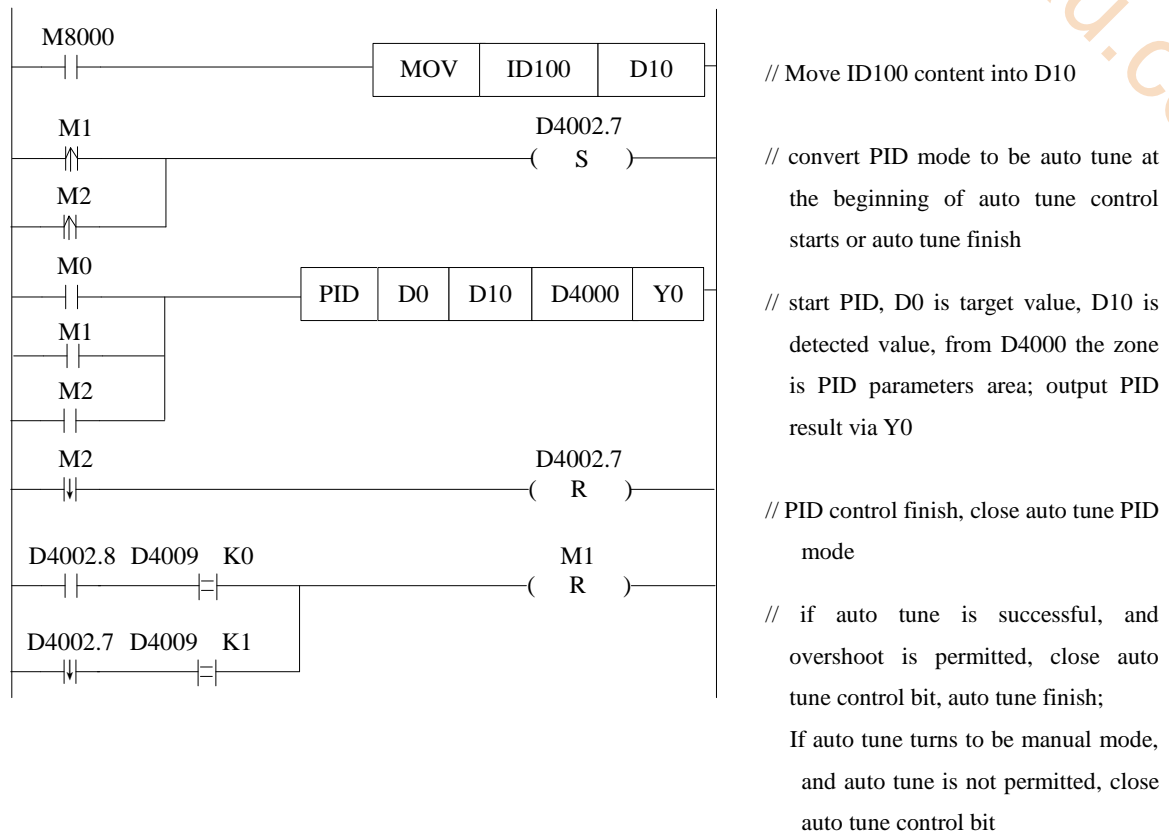 M8000
MOV ID100 D10
// Move ID100 content into D10
M1 D4002.7
( S )
// convert PID mode to be auto tune at
the beginning of auto tune control
starts or auto tune finish
M2
M0
PID D0 D10 D4000 Y0
// start PID, D0 is target value, D10 is
detected value, from D4000 the zone
is PID parameters area; output PID
result via Y0
M1
M2
M2 D4002.7
( R )
// PID control finish, close auto tune PID
mode
D4002.8 D4009 K0 M1
= ( R )
// if auto tune is successful, and
overshoot is permitted, close auto
tune control bit, auto tune finish;
If auto tune turns to be manual mode,
and auto tune is not permitted, close
auto tune control bit
D4002.7 D4009 K1
=